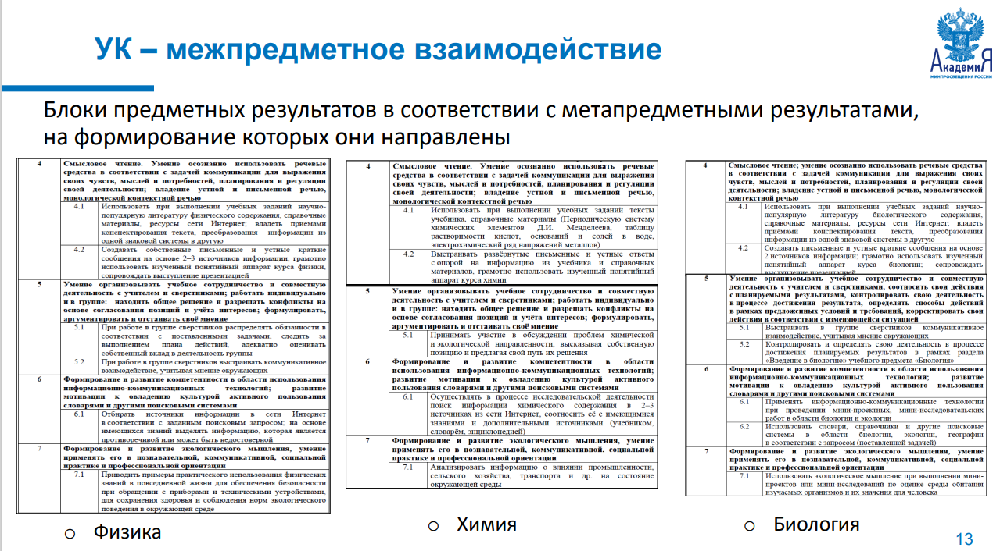 УК – межпредметное взаимодействие
АкадемиЯ
МИНПРОСВЕЩЕНИЯ РОССИИ
Блоки предметных результатов в соответствии с метапредметными результатами,
на формирование которых они направлены
4 Смысловое чтение. Умение осознанно использовать речевые
средства в соответствии с задачей коммуникации для выражения
своих чувств, мыслей и потребностей, планирования и регуляции
своей деятельности; владение устной и письменной речью,
монологической контекстной речью
4.1 Использовать при выполнении учебных заданий научно-
популярную литературу физического содержания, справочные
материалы, ресурсы сети Интернет; владеть приёмами
конспектирования текста, преобразования информации из
одной знаковой системы в другую
4.2 Создавать собственные письменные и устные краткие
сообщения на основе 2–3 источников информации, грамотно
использовать изученный понятийный аппарат курса физики,
сопровождать выступление презентацией
5 Умение организовывать учебное сотрудничество и совместную
деятельность с учителем и сверстниками; работать индивидуально
и в группе: находить общее решение и разрешать конфликты на
основе согласования позиций и учёта интересов; формулировать,
аргументировать и отстаивать своё мнение
5.1 При работе в группе сверстников распределять обязанности в
соответствии с поставленными задачами, следить за
выполнением плана действий, адекватно оценивать
собственный вклад в деятельность группы
5.2 При работе в группе сверстников выстраивать коммуникативное
взаимодействие, учитывая мнение окружающих
6 Формирование и развитие компетентности в области использования
информационно-коммуникационных технологий; развитие
мотивации к овладению культурой активного пользования
словарями и другими поисковыми системами
6.1 Отбирать источники информации в сети Интернет
в соответствии с заданным поисковым запросом; на основе
имеющихся знаний выделять информацию, которая является
противоречивой или может быть недостоверной
7 Формирование и развитие экологического мышления, умение
применять его в познавательной, коммуникативной, социальной
практике и профессиональной ориентации
7.1 Приводить примеры практического использования физических
знаний в повседневной жизни для обеспечения безопасности
при обращении с приборами и техническими устройствами,
для сохранения здоровья и соблюдения норм экологического
поведения в окружающей среде
Физика
4 Смысловое чтение. Умение осознанно использовать речевые
средства в соответствии с задачей коммуникации для выражения
своих чувств, мыслей и потребностей, планирования и регуляции
своей деятельности; владение устной и письменной речью,
монологической контекстной речью
4.1 Использовать при выполнении учебных заданий тексты
учебника, справочные материалы (Периодическую систему
химических элементов Д.И. Менделеева, таблицу
растворимости кислот, оснований и солей в воде,
электрохимический ряд напряжений металлов)
4.2 Выстраивать развёрнутые письменные и устные ответы
с опорой на информацию из учебника и справочных
материалов, грамотно использовать изученный понятийный
аппарат курса химии
5 Умение организовывать учебное сотрудничество и совместную
деятельность с учителем и сверстниками; работать индивидуально
и в группе: находить общее решение и разрешать конфликты на
основе согласования позиций и учёта интересов; формулировать,
аргументировать и отстаивать своё мнение
5.1 Принимать участие в обсуждении проблем химической
и экологической направленности, высказывая собственную
позицию и предлагая свой путь их решения
6 Формирование и развитие компетентности в области
использования информационно-коммуникационных технологий;
развитие мотивации к овладению культурой активного
пользования словарями и другими поисковыми системами
6.1 Осуществлять в процессе исследовательской деятельности
поиск информации химического содержания в 2–3
источниках из сети Интернет, соотносить её с имеющимися
знаниями и дополнительными источниками (учебником,
словарём, энциклопедией)
7 Формирование и развитие экологического мышления, умение
применять его в познавательной, коммуникативной, социальной
практике и профессиональной ориентации
7.1 Анализировать информацию о влиянии промышленности,
сельского хозяйства, транспорта и др. на состояние
окружающей среды
Химия
4 Смысловое чтение; умение осознанно использовать речевые средства
в соответствии с задачей коммуникации для выражения своих
чувств, мыслей и потребностей, планирования и регуляции своей
деятельности; владение устной и письменной речью, монологической
контекстной речью
4.1 Использовать при выполнении учебных заданий научно-
популярную литературу биологического содержания,
справочные материалы, ресурсы сети Интернет; владеть
приёмами конспектирования текста, преобразования
информации из одной знаковой системы в другую
4.2 Создавать письменные и устные краткие сообщения на основе
2 источников информации; грамотно использовать изученный
понятийный аппарат курса биологии; сопровождать
выступление презентацией
5 Умение организовывать учебное сотрудничество и совместную
деятельность с учителем и сверстниками, соотносить свои действия
с планируемыми результатами, контролировать свою деятельность
в процессе достижения результата, определять способы действий
в рамках предложенных условий и требований, корректировать свои
действия в соответствии с изменяющейся ситуацией
5.1 Выстраивать в группе сверстников коммуникативное
взаимодействие, учитывая мнение окружающих
5.2 Контролировать и определять свою деятельность в процессе
достижения планируемых результатов в рамках раздела
«Введение в биологию» учебного предмета «Биология»
6 Формирование и развитие компетентности в области использования
информационно-коммуникационных технологий; развитие
мотивации к овладению культурой активного пользования
словарями и другими поисковыми системами
6.1 Применять информационно-коммуникационные технологии
при проведении мини-проектных, мини-исследовательских
работ в области биологии и экологии
6.2 Использовать словари, справочники и другие поисковые
системы в области биологии, экологии, географии
в соответствии с запросом (поставленной задачей)
7 Формирование и развитие экологического мышления, умение
применять его в познавательной, коммуникативной, социальной
практике и профессиональной ориентации
7.1 Использовать экологическое мышление при выполнении мини-
проектов или мини-исследований по оценке среды обитания
изучаемых организмов и их значения для человека
Биология
13